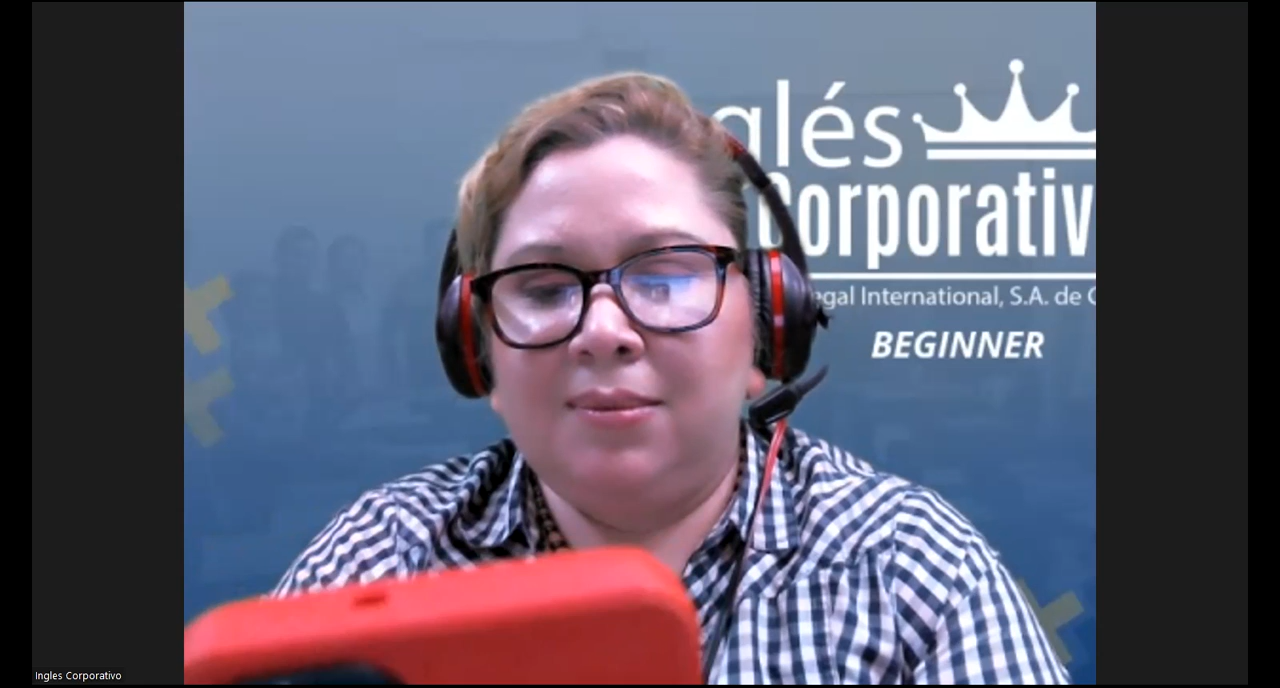 glés
Corporativ
egal International, S.A. de C
BEGINNER
Ingles Corporativo